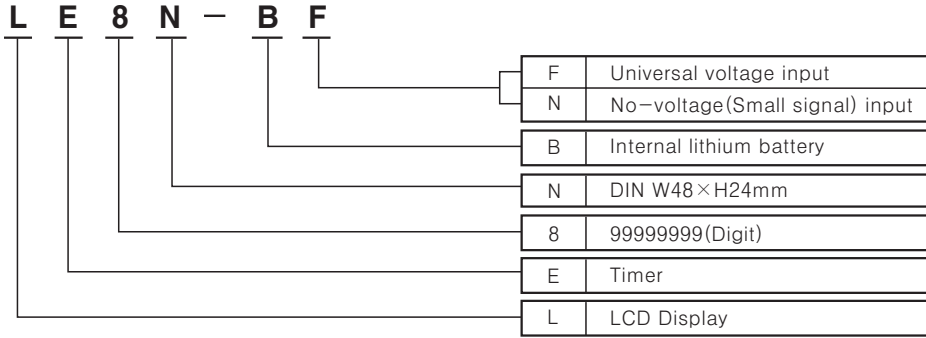 L E 8 N - B F
F Universal voltage input
N No-voltage(Small signal) input
B Internal lithium battery
N DIN W48×H24mm
8 99999999(Digit)
E Timer
L LCD Display